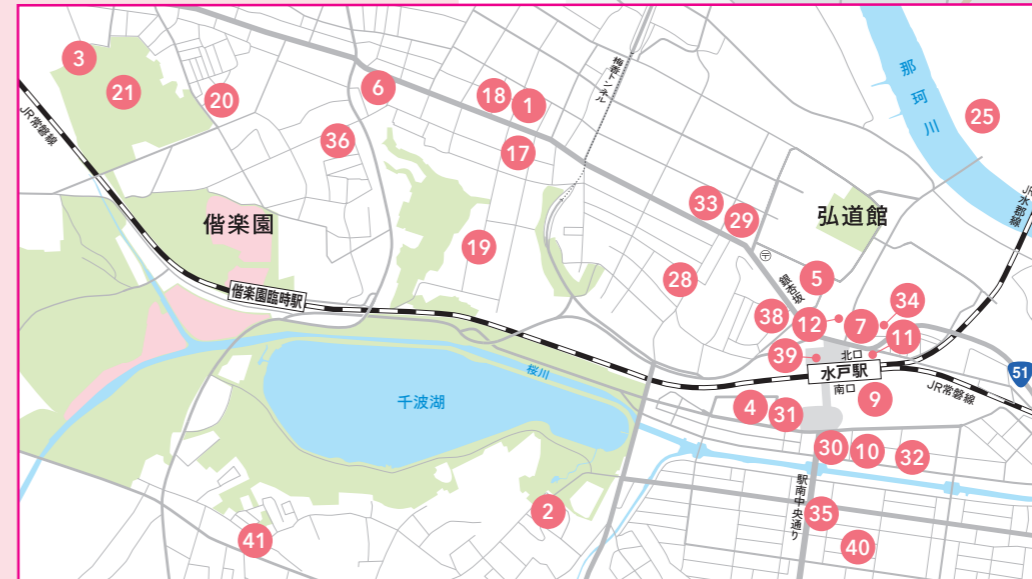 3
21
20
6
36
18
1
17
梅香トンネル
那珂川
25
JR常磐線
偕楽園
19
33
29
弘道館
JR水郡線
〒
28
銀杏坂
5
偕楽園臨時駅
38
12
7
34
11
39
北口
水戸駅
南口
51
JR常磐線
桜川
千波湖
4
31
9
30
10
32
駅南中央通り
35
40
2
41